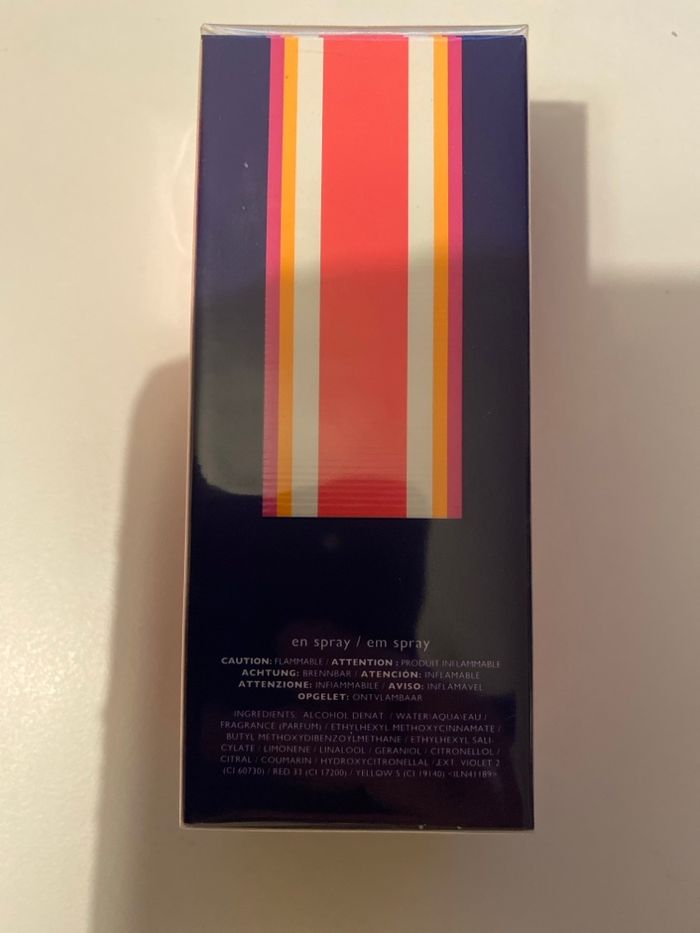 en spray / em spray
CAUTION: FLAMMABLE / ATTENTION : PRODUIT INFLAMMABLE
ACHTUNG: BRENNBAR / ATENCIÓN: INFLAMABLE
ATTENZIONE: INFIAMMABILE / AVISO: INFLAMÁVEL
OPGELET: ONTVLAMBAAR
INGREDIENTS: ALCOHOL DENAT. / WATER\AQUA\EAU /
FRAGRANCE (PARFUM) / ETHYLHEXYL METHOXYCINNAMATE /
BUTYL METHOXYDIBENZOYLMETHANE / ETHYLHEXYL SALI-
CYLATE / LIMONENE / LINALOOL / GERANIOL / CITRONELLOL /
CITRAL / COUMARIN / HYDROXYCITRONELLAL / EXT. VIOLET 2
(CI 60730) / RED 33 (CI 17200) / YELLOW 5 (CI 19140) <ILN41189>